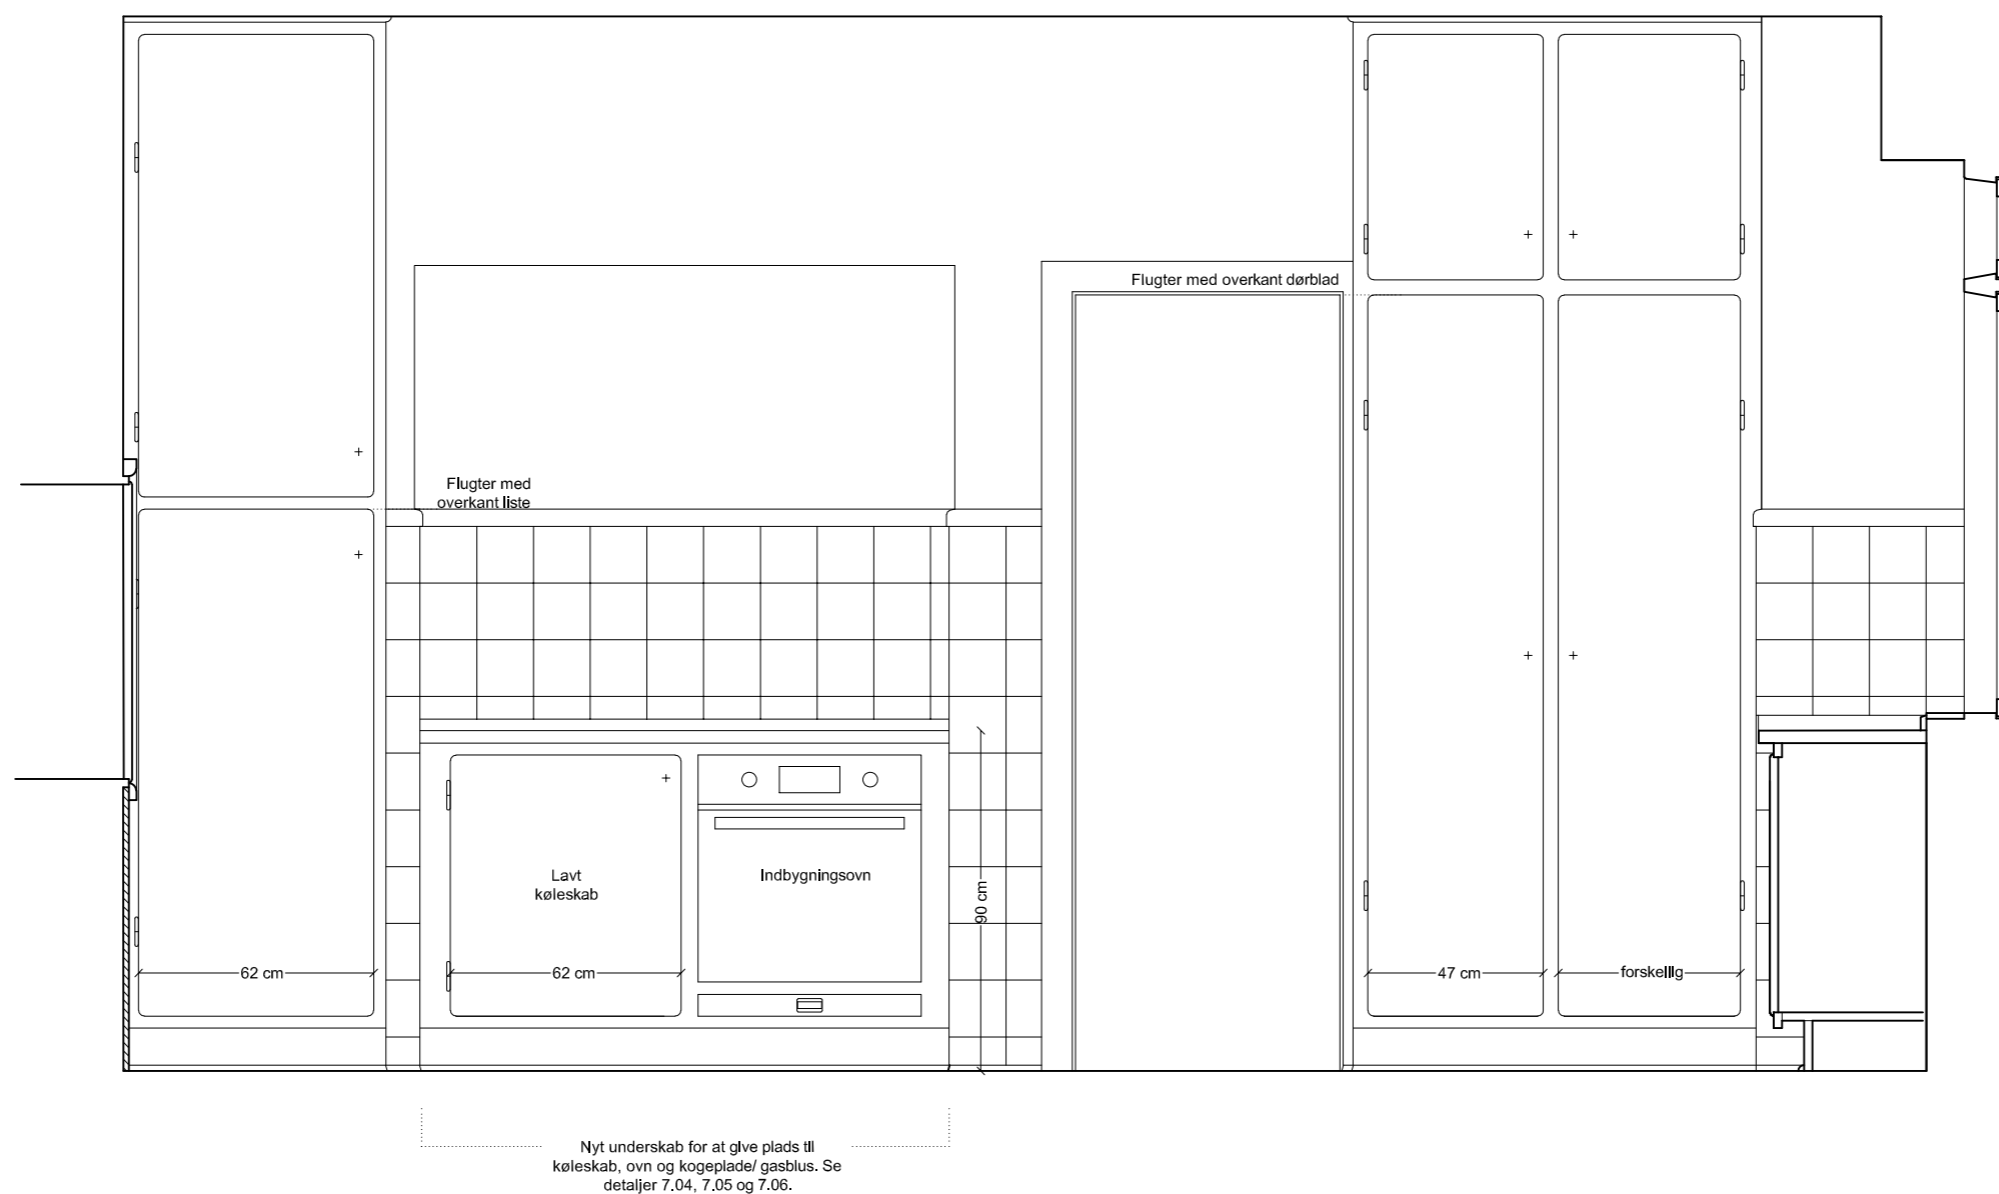 Flugter med overkant dørblad
Flugter med
overkant liste
Lavt
køleskab
Indbygningsovn
90 cm
62 cm
62 cm
47 cm
forskelllig
Nyt underskab for at give plads til
køleskab, ovn og kogeplade/ gasblus. Se
detaljer 7.04, 7.05 og 7.06.